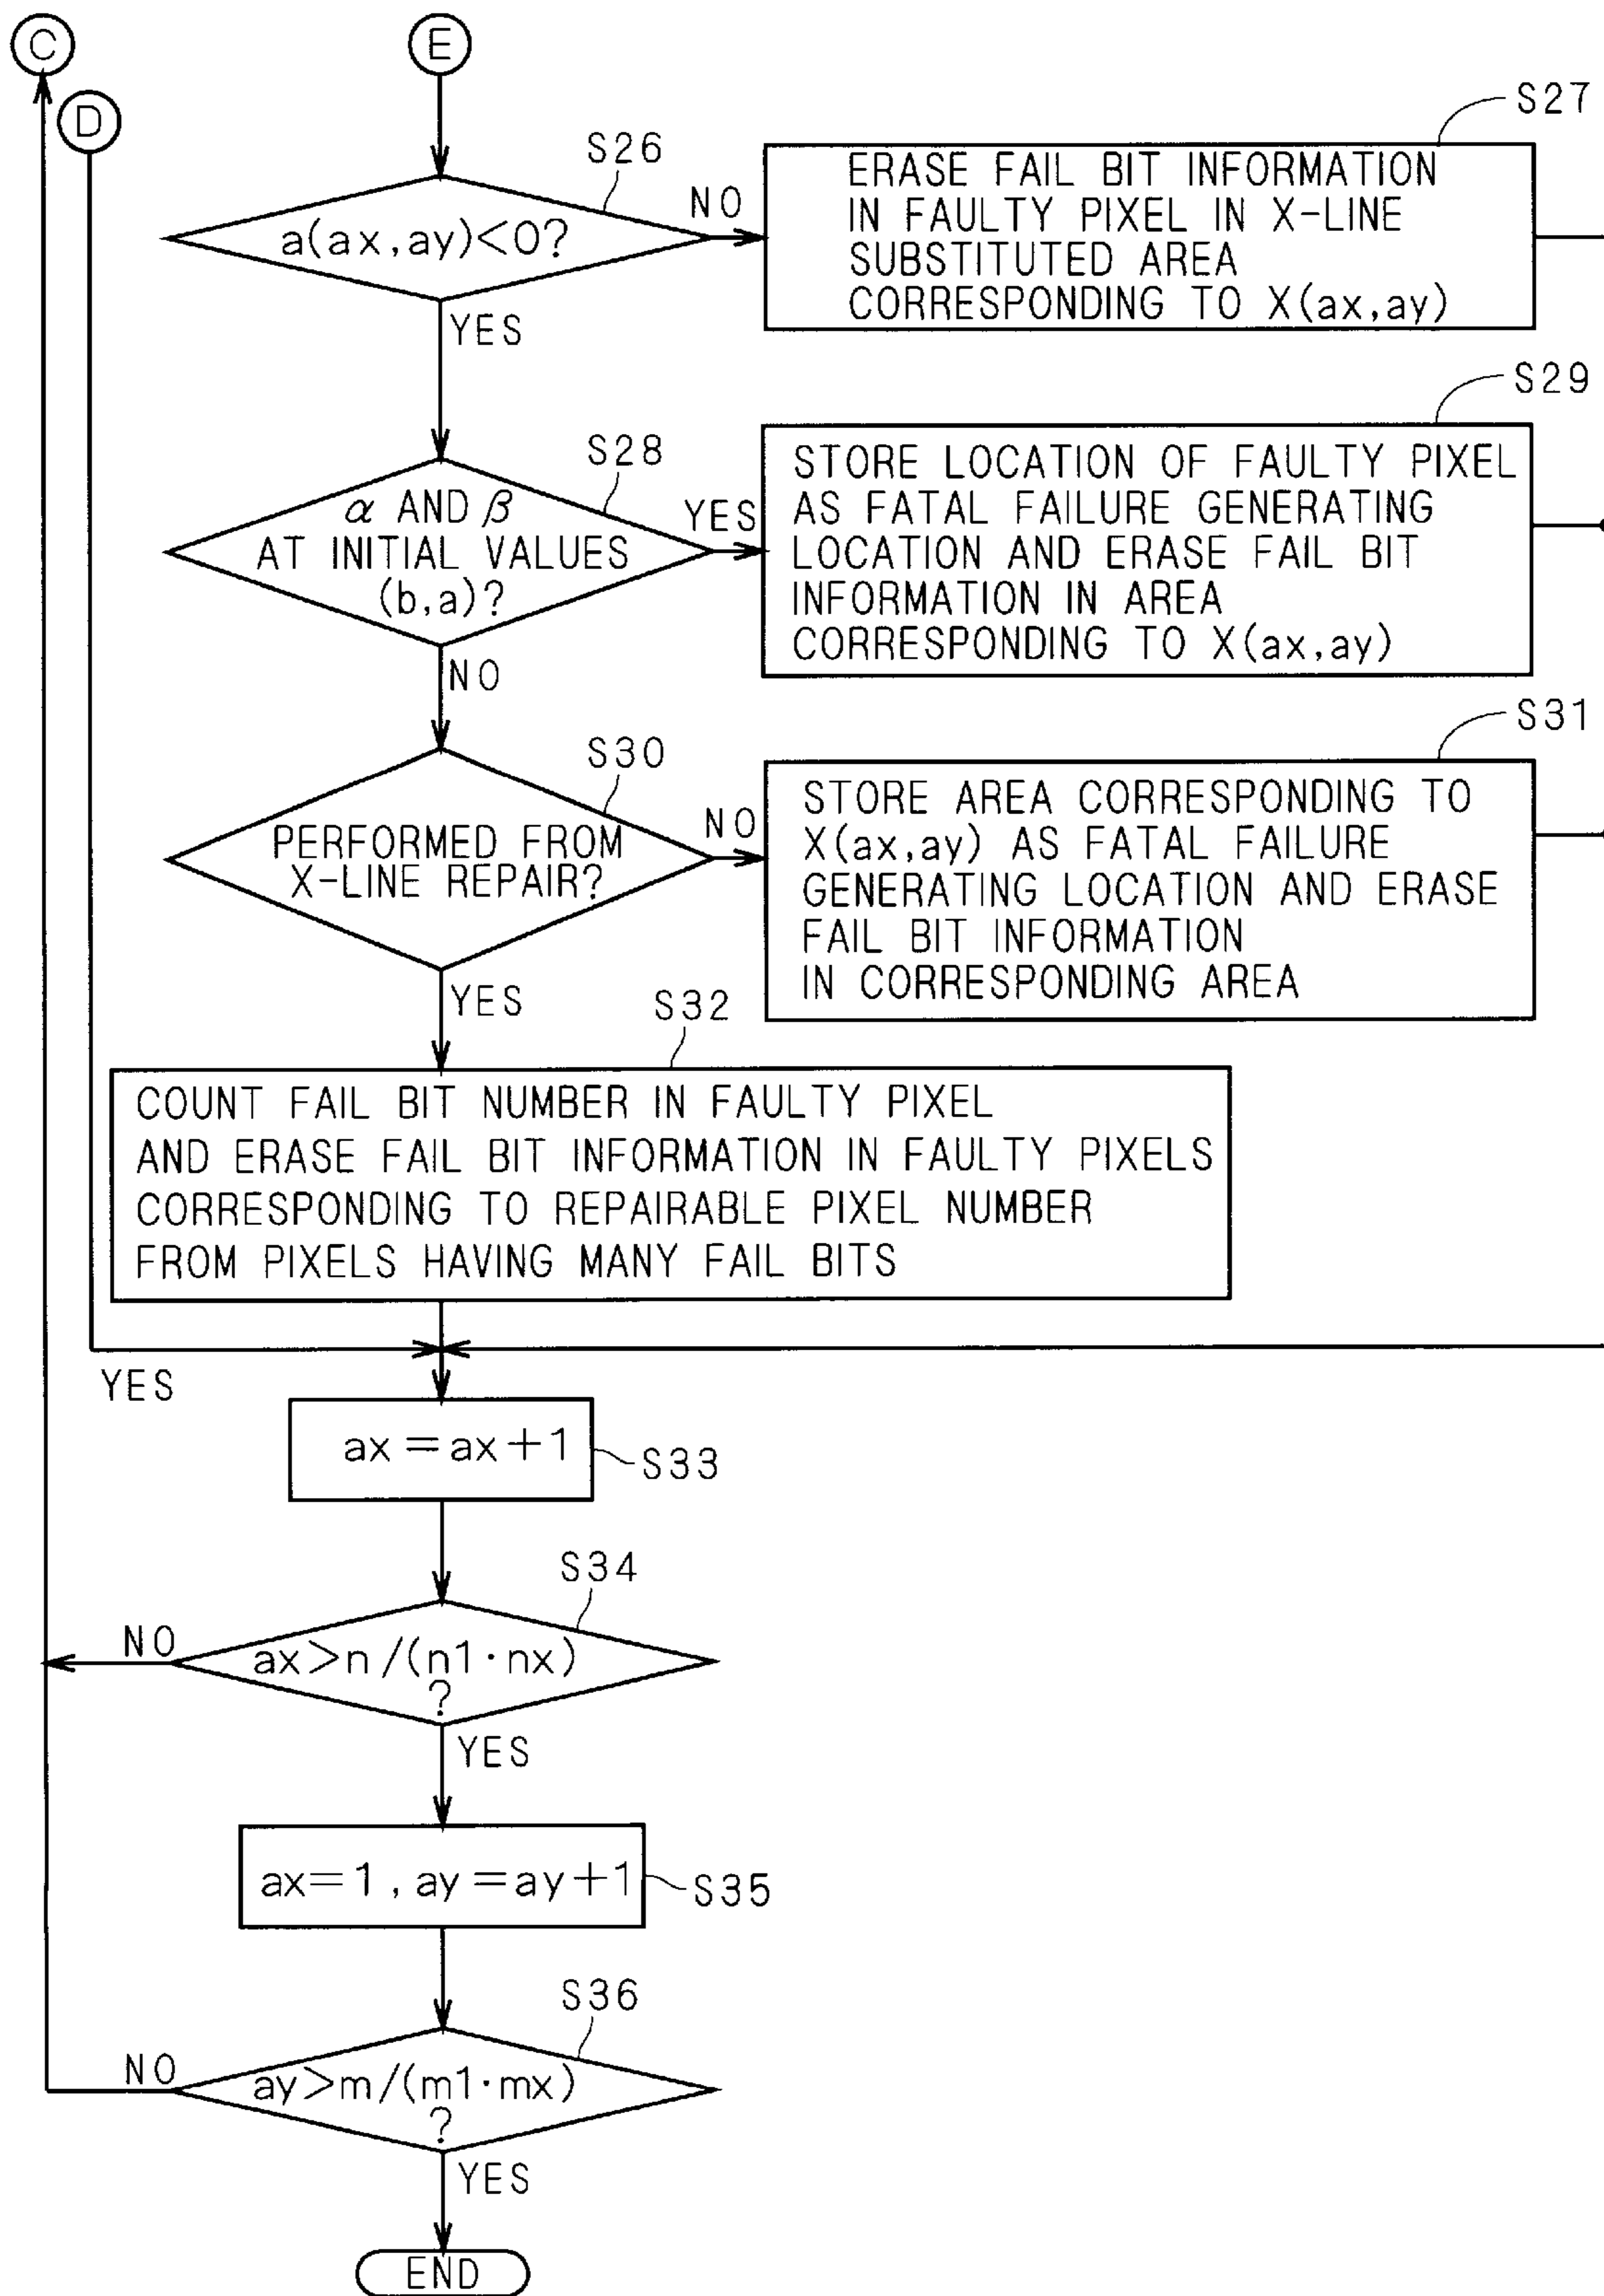 C
E
D
S26
a(ax,ay)<0?
NO
YES
S27
ERASE FAIL BIT INFORMATION
IN FAULTY PIXEL IN X-LINE
SUBSTITUTED AREA
CORRESPONDING TO X(ax,ay)
S28
α AND β
AT INITIAL VALUES
(b,a)?
YES
NO
S29
STORE LOCATION OF FAULTY PIXEL
AS FATAL FAILURE GENERATING
LOCATION AND ERASE FAIL BIT
INFORMATION IN AREA
CORRESPONDING TO X(ax,ay)
S30
PERFORMED FROM
X-LINE REPAIR?
NO
YES
S31
STORE AREA CORRESPONDING TO
X(ax,ay) AS FATAL FAILURE
GENERATING LOCATION AND ERASE
FAIL BIT INFORMATION
IN CORRESPONDING AREA
S32
COUNT FAIL BIT NUMBER IN FAULTY PIXEL
AND ERASE FAIL BIT INFORMATION IN FAULTY PIXELS
CORRESPONDING TO REPAIRABLE PIXEL NUMBER
FROM PIXELS HAVING MANY FAIL BITS
YES
ax=ax+1
S33
S34
NO
ax>n/(n1·nx)
?
YES
ax=1,ay=ay+1
S35
S36
NO
ay>m/(m1·mx)
?
YES
END